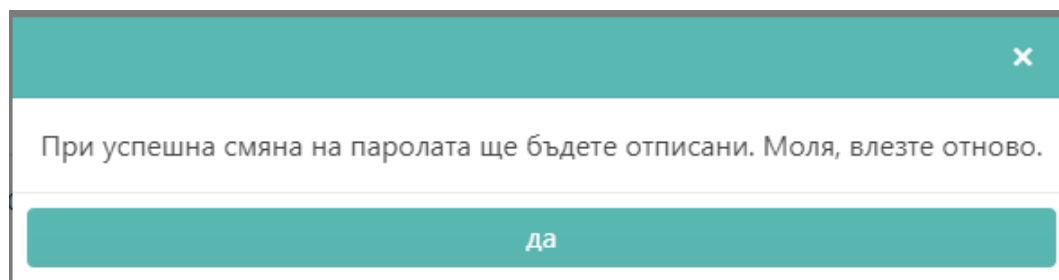 ×
При успешна смяна на паролата ще бъдете отписани. Моля, влезте отново.
да